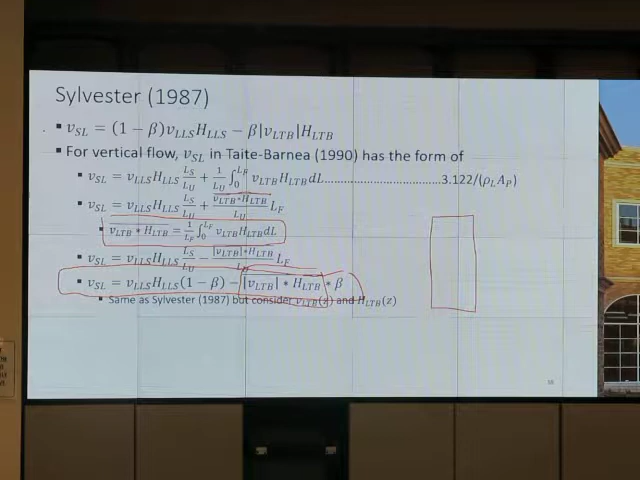 Sylvester (1987)
▪ v_SL = (1 − β)v_LLS H_LLS − β|v_LTB|H_LTB
▪ For vertical flow, v_SL in Taite-Barnea (1990) has the form of
▪ v_SL = v_LLS H_LLS L_S/L_U + 1/L_U ∫_0^{L_F} v_LTB H_LTB dL……………………………3.122/(ρ_L A_P)
▪ v_SL = v_LLS H_LLS L_S/L_U + v_LTB*H_LTB/L_U L_F
▪ v_LTB * H_LTB = 1/L_F ∫_0^{L_F} v_LTB H_LTB dL
▪ v_SL = v_LLS H_LLS L_S/L_U − |v_LTB|*H_LTB/L_U L_F
▪ v_SL = v_LLS H_LLS (1 − β) − |v_LTB| * H_LTB * β
▪ Same as Sylvester (1987) but consider v_LTB(z) and H_LTB(z)